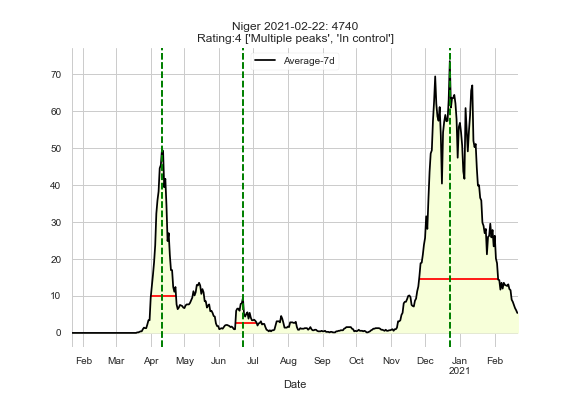 Niger 2021-02-22: 4740
Rating:4 ['Multiple peaks', 'In control']
Average-7d
70
60
50
40
30
20
10
0
Feb Mar Apr May Jun Jul Aug Sep Oct Nov Dec Jan Feb
2021
Date